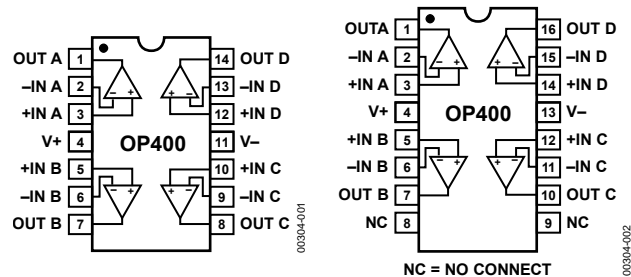 OUT A 1 14 OUT D
–IN A 2 – + + – 13 –IN D
+IN A 3 12 +IN D
V+ 4 OP400 11 V–
+IN B 5 10 +IN C
–IN B 6 – + + – 9 –IN C
OUT B 7 8 OUT C
00304-001
OUTA 1 16 OUT D
–IN A 2 – + + – 15 –IN D
+IN A 3 14 +IN D
V+ 4 OP400 13 V–
+IN B 5 12 +IN C
–IN B 6 – + + – 11 –IN C
OUT B 7 10 OUT C
NC 8 9 NC
NC = NO CONNECT
00304-002